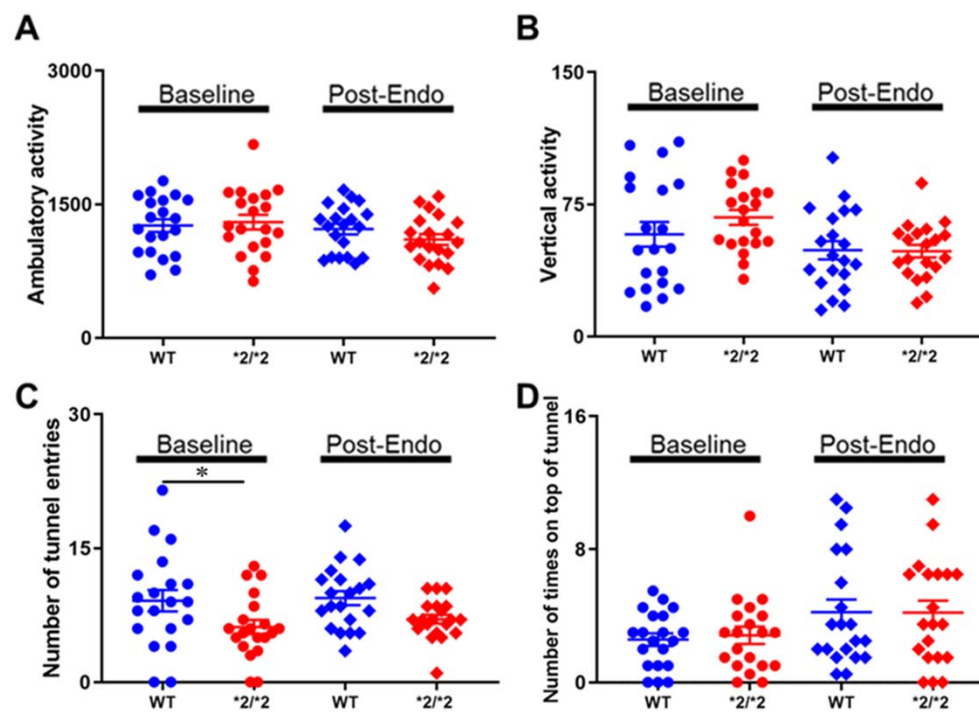 A
Ambulatory activity
3000
1500
0
Baseline
Post-Endo
WT
*2/*2
WT
*2/*2
B
Vertical activity
150
75
0
Baseline
Post-Endo
WT
*2/*2
WT
*2/*2
C
Number of tunnel entries
30
15
0
Baseline
Post-Endo
*
WT
*2/*2
WT
*2/*2
D
Number of times on top of tunnel
16
8
0
Baseline
Post-Endo
WT
*2/*2
WT
*2/*2